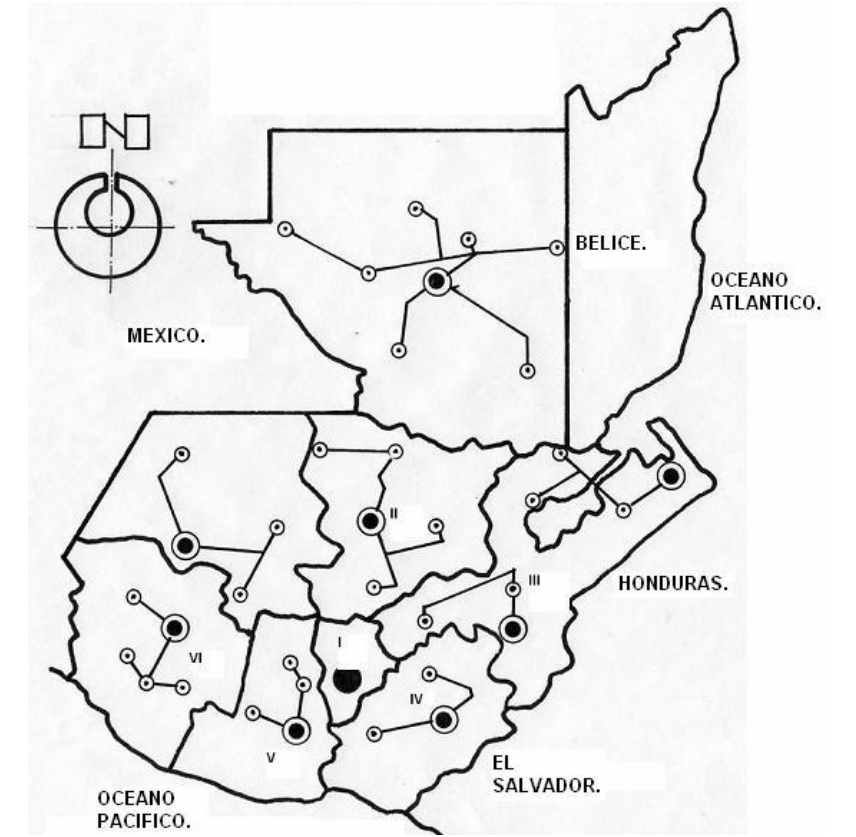 N
BELICE.
OCEANO
ATLANTICO.
MEXICO.
II
HONDURAS.
III
I
VI
IV
V
EL
SALVADOR.
OCEANO
PACIFICO.